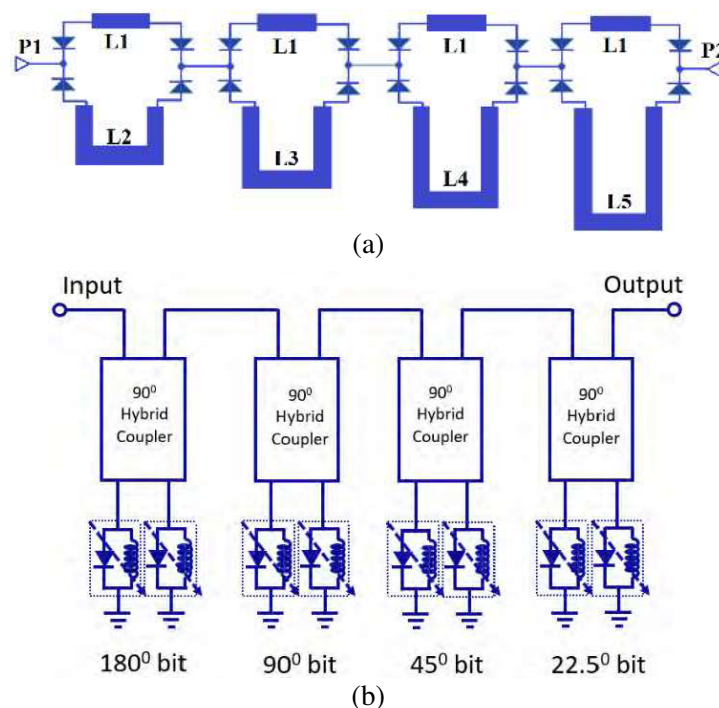 P1 L1 L1 L1 L1 P2
L2 L3 L4 L5
(a)
Input Output
90⁰ 90⁰ 90⁰ 90⁰
Hybrid Hybrid Hybrid Hybrid
Coupler Coupler Coupler Coupler
180⁰ bit 90⁰ bit 45⁰ bit 22.5⁰ bit
(b)